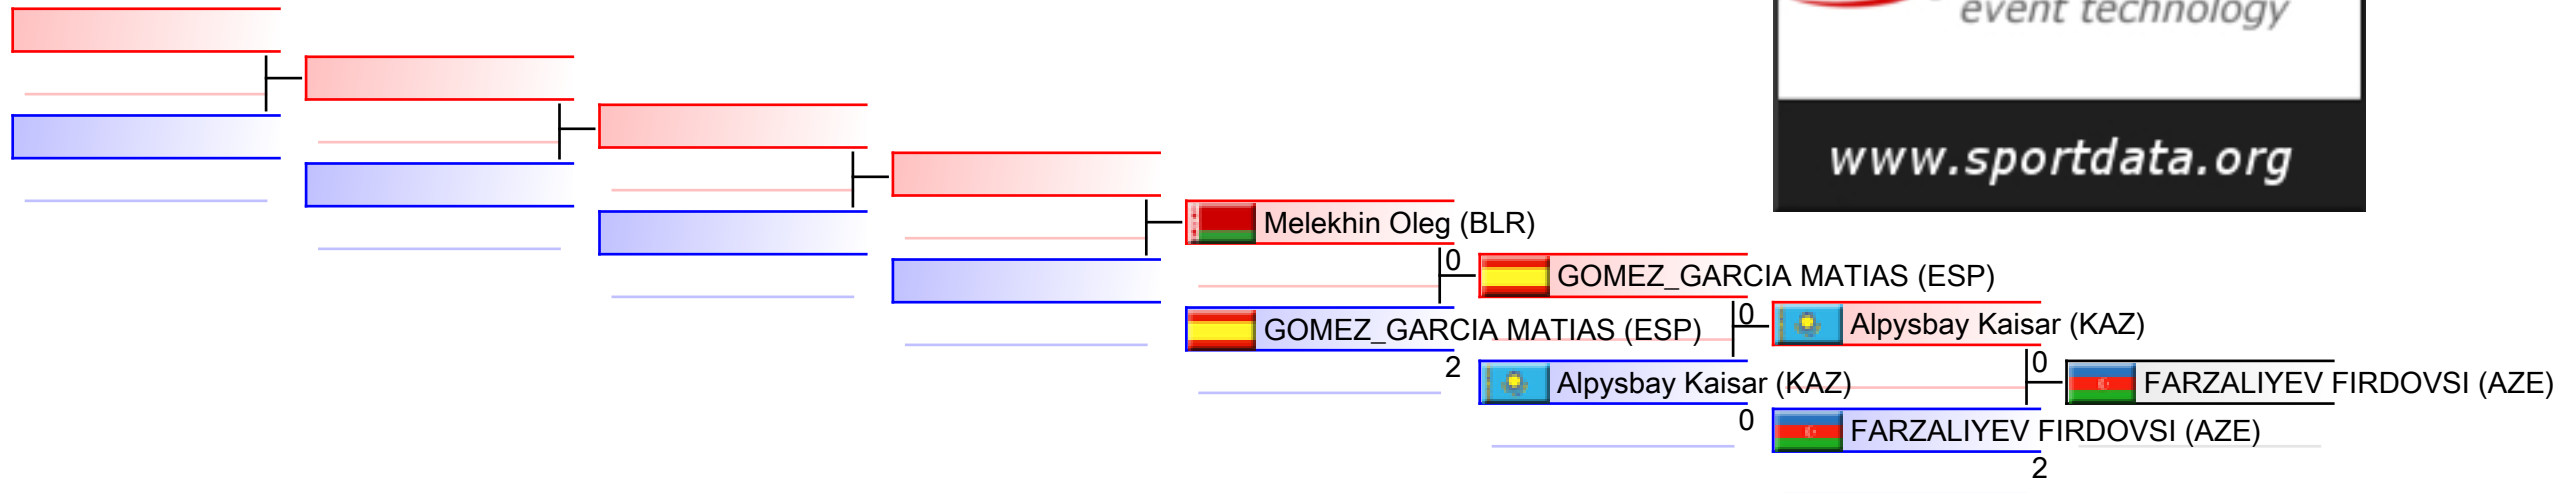 event technology
www.sportdata.org
Melekhin Oleg (BLR)
0
GOMEZ_GARCIA MATIAS (ESP)
GOMEZ_GARCIA MATIAS (ESP)
2
0
Alpysbay Kaisar (KAZ)
Alpysbay Kaisar (KAZ)
0
0
FARZALIYEV FIRDOVSI (AZE)
FARZALIYEV FIRDOVSI (AZE)
2